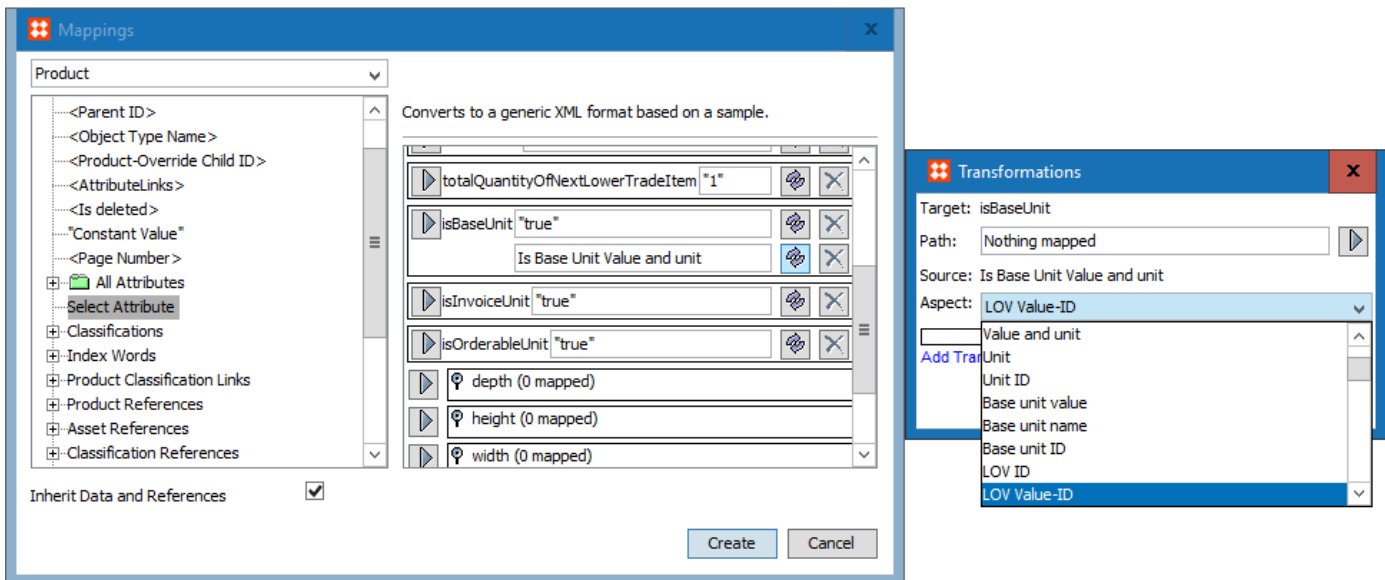 Mappings
x
Product
<Parent ID>
<Object Type Name>
<Product-Override Child ID>
<AttributeLinks>
<Is deleted>
"Constant Value"
<Page Number>
All Attributes
Select Attribute
Classifications
Index Words
Product Classification Links
Product References
Asset References
Classification References
Inherit Data and References
Converts to a generic XML format based on a sample.
totalQuantityOfNextLowerTradeItem "1"
isBaseUnit "true"
Is Base Unit Value and unit
isInvoiceUnit "true"
isOrderableUnit "true"
depth (0 mapped)
height (0 mapped)
width (0 mapped)
Create
Cancel
Transformations
x
Target: isBaseUnit
Path: Nothing mapped
Source: Is Base Unit Value and unit
Aspect: LOV Value-ID
Add Tra
Value and unit
Unit
Unit ID
Base unit value
Base unit name
Base unit ID
LOV ID
LOV Value-ID